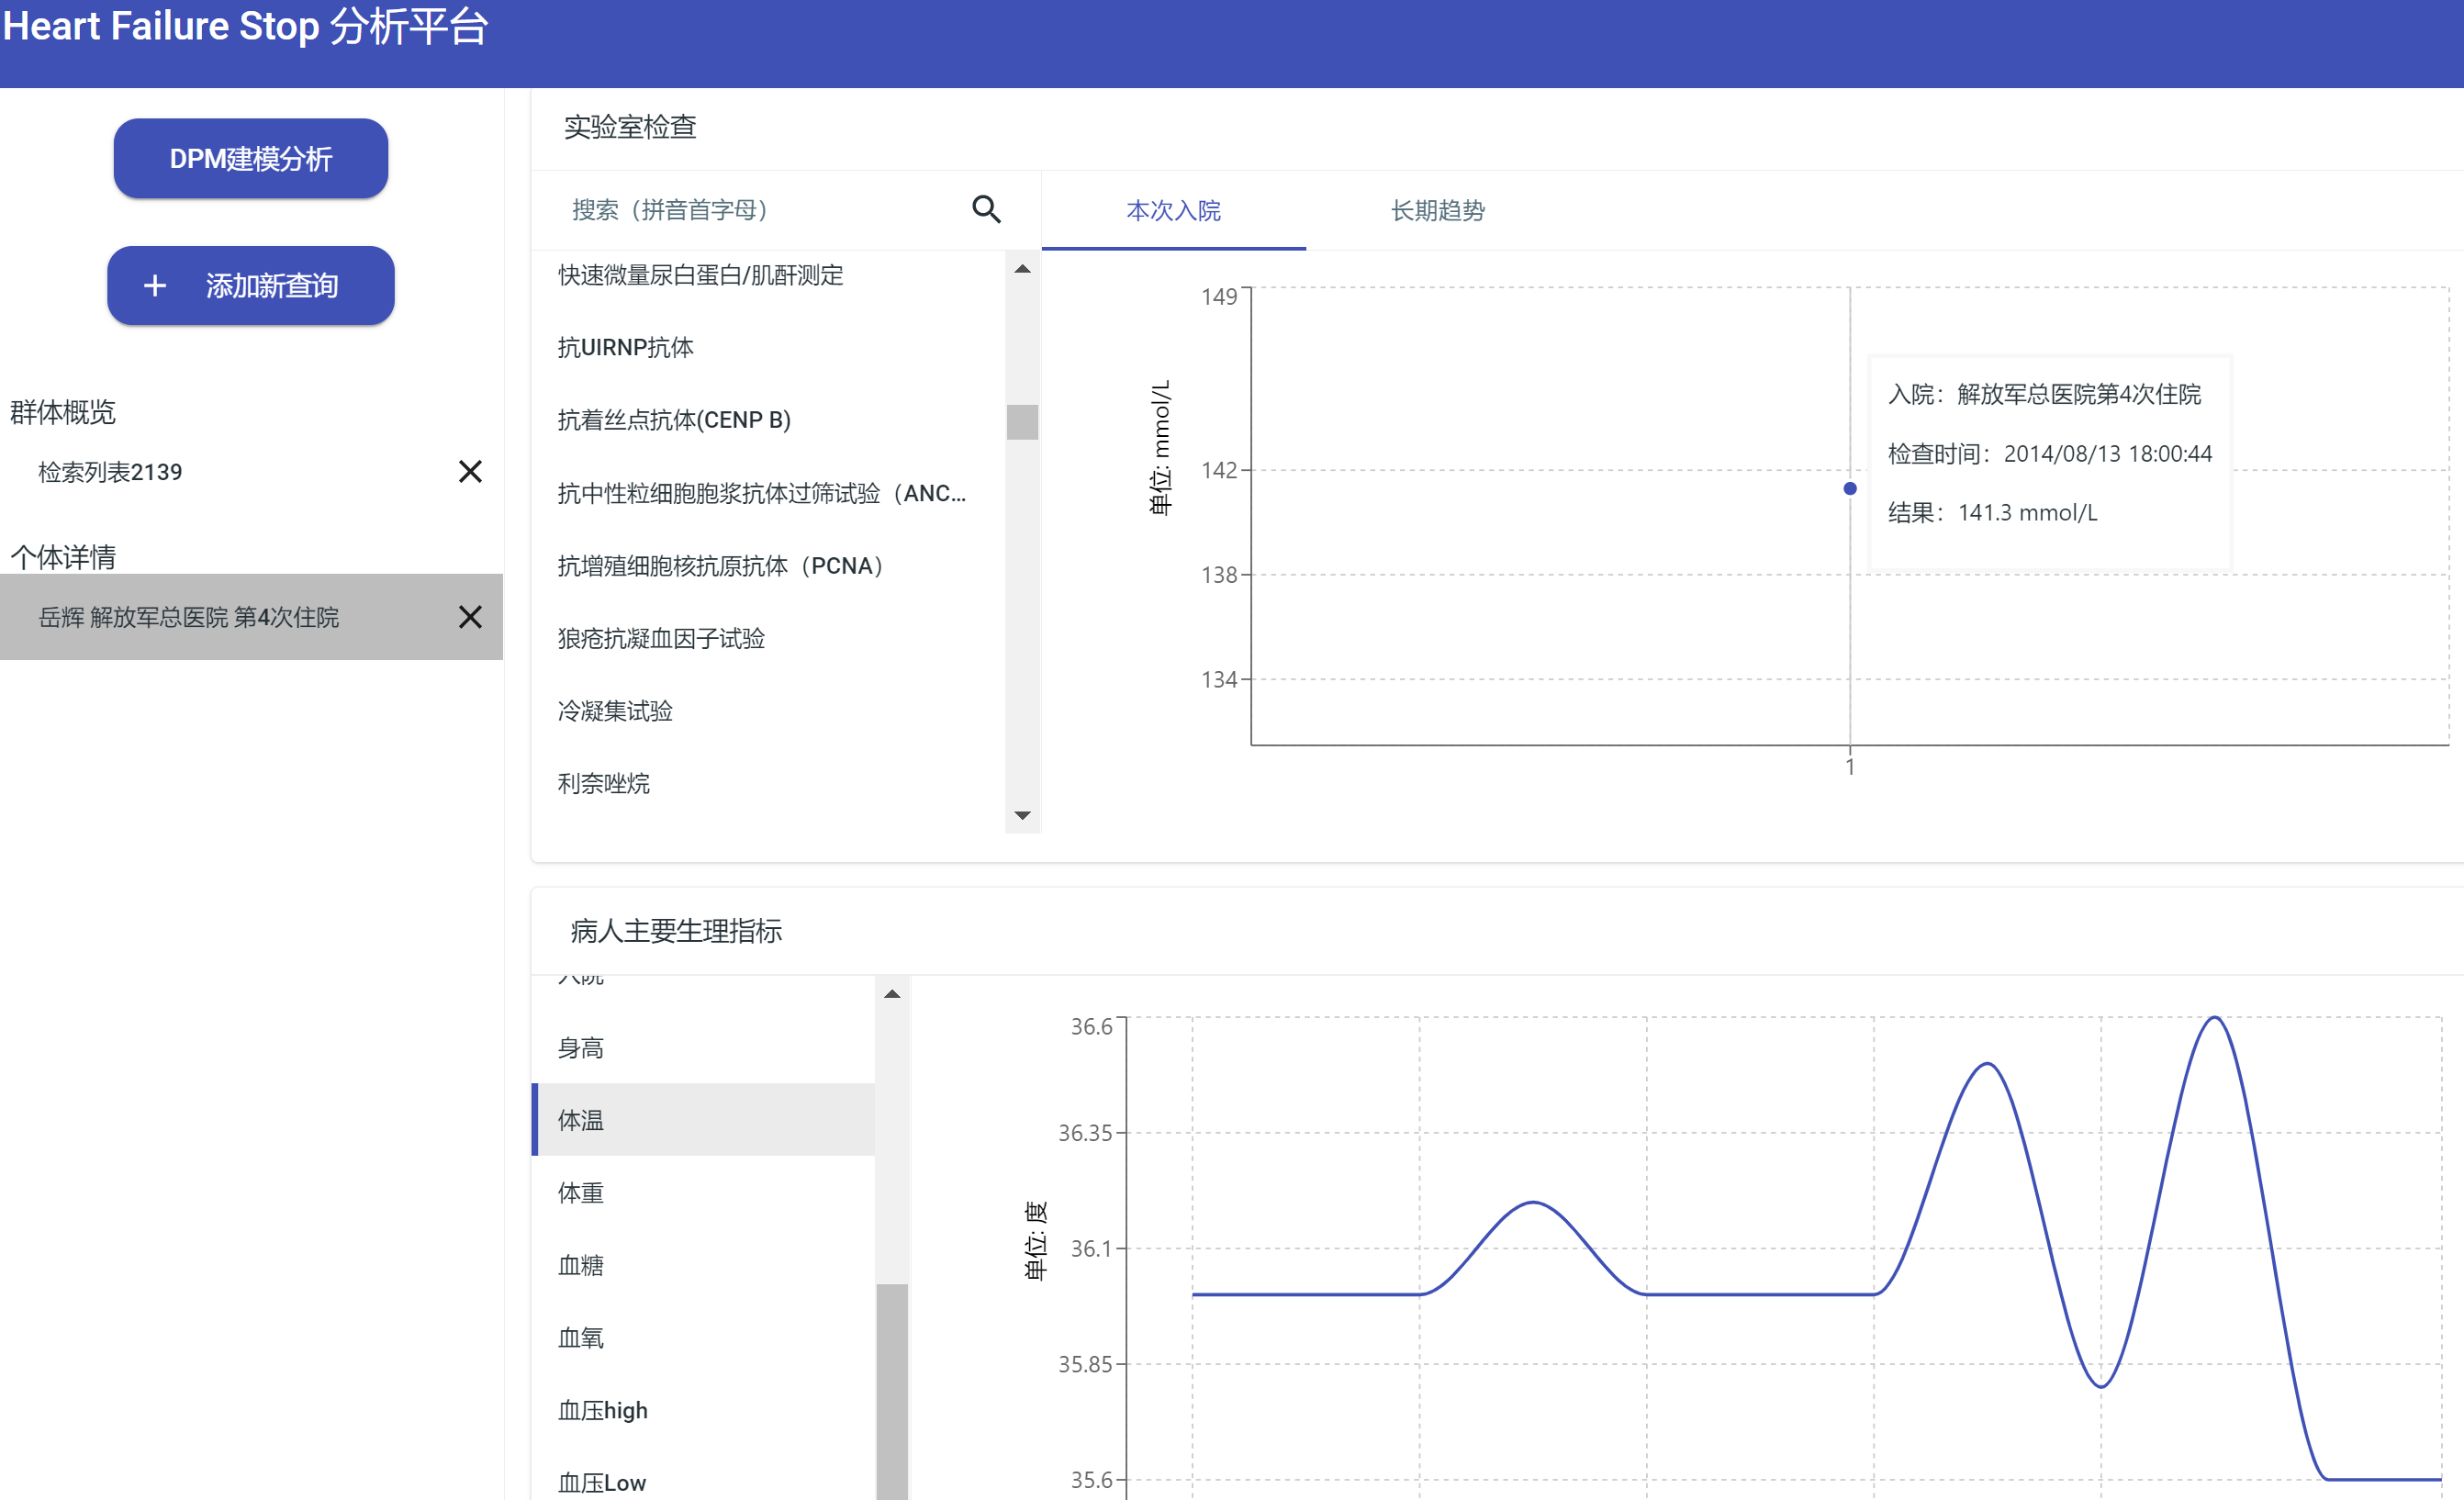 Heart Failure Stop 分析平台
DPM建模分析
添加新查询
群体概览
检索列表2139
个体详情
岳辉 解放军总医院 第4次住院
实验室检查
搜索（拼音首字母）
本次入院
长期趋势
快速微量尿白蛋白/肌酐测定
抗UIRNP抗体
抗着丝点抗体(CENP B)
抗中性粒细胞胞浆抗体过筛试验（ANC...
抗增殖细胞核抗原抗体（PCNA）
狼疮抗凝血因子试验
冷凝集试验
利奈唑烷
149
142
138
134
单位: mmol/L
1
入院：解放军总医院第4次住院
检查时间：2014/08/13 18:00:44
结果：141.3 mmol/L
病人主要生理指标
入院
身高
体温
体重
血糖
血氧
血压high
血压Low
36.6
36.35
36.1
35.85
35.6
单位: 度